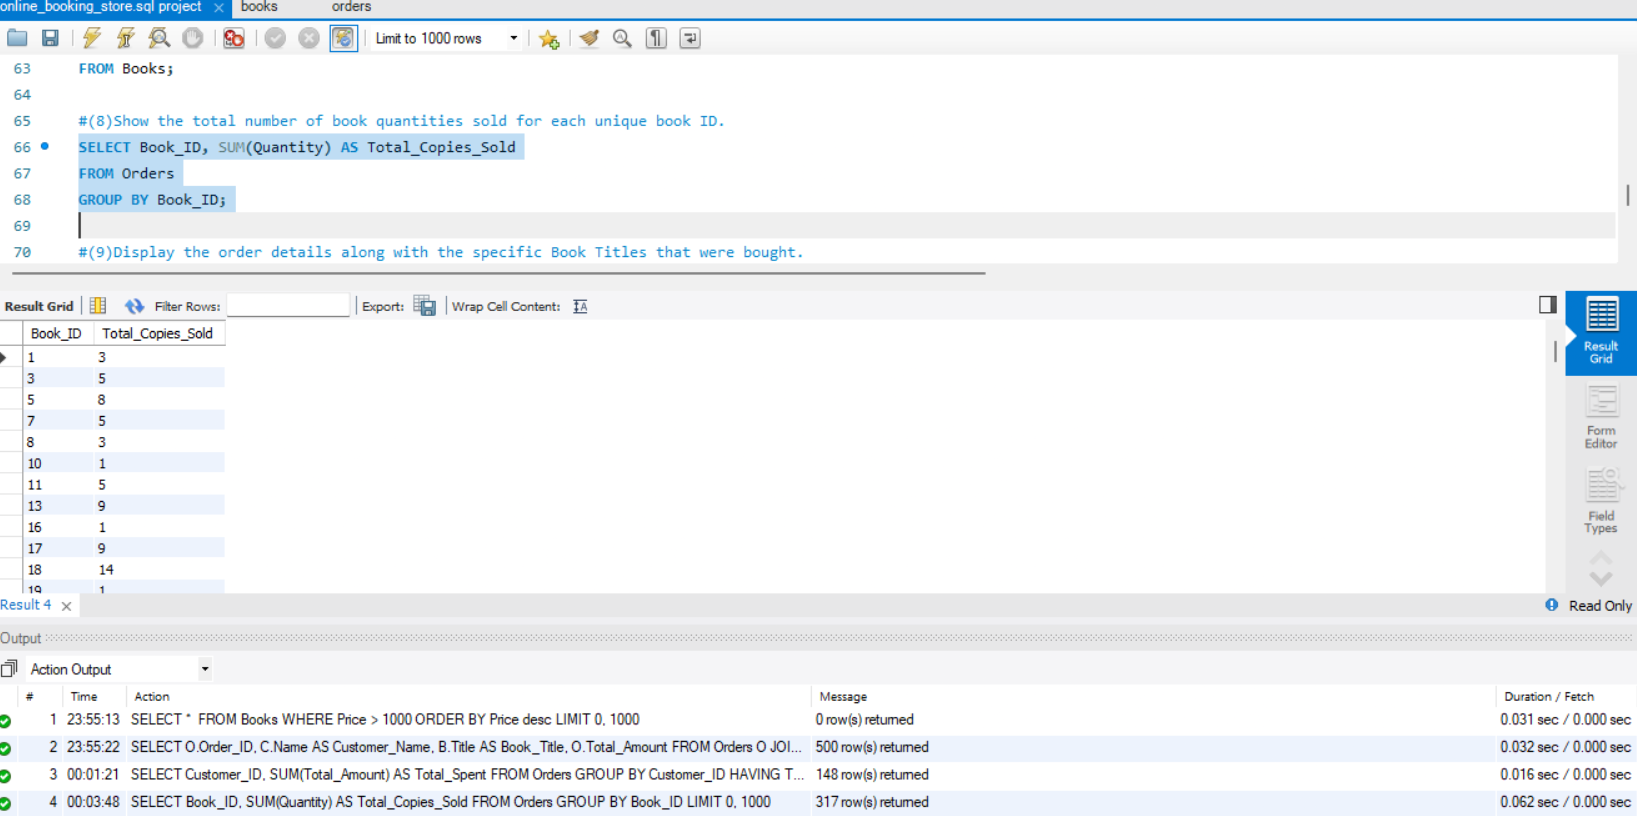 online_booking_store.sql project
books
orders
Limit to 1000 rows
63 FROM Books;
64
65 #(8)Show the total number of book quantities sold for each unique book ID.
66 SELECT Book_ID, SUM(Quantity) AS Total_Copies_Sold
67 FROM Orders
68 GROUP BY Book_ID;
69
70 #(9)Display the order details along with the specific Book Titles that were bought.
Result Grid Filter Rows: Export: Wrap Cell Content: IA
Book_ID Total_Copies_Sold
1 3
3 5
5 8
7 5
8 3
10 1
11 5
13 9
16 1
17 9
18 14
19 1
Result Grid
Form Editor
Field Types
Result 4
Read Only
Output
Action Output
# Time Action Message Duration / Fetch
1 23:55:13 SELECT * FROM Books WHERE Price > 1000 ORDER BY Price desc LIMIT 0, 1000 0 row(s) returned 0.031 sec / 0.000 sec
2 23:55:22 SELECT O.Order_ID, C.Name AS Customer_Name, B.Title AS Book_Title, O.Total_Amount FROM Orders O JOI... 500 row(s) returned 0.032 sec / 0.000 sec
3 00:01:21 SELECT Customer_ID, SUM(Total_Amount) AS Total_Spent FROM Orders GROUP BY Customer_ID HAVING T... 148 row(s) returned 0.016 sec / 0.000 sec
4 00:03:48 SELECT Book_ID, SUM(Quantity) AS Total_Copies_Sold FROM Orders GROUP BY Book_ID LIMIT 0, 1000 317 row(s) returned 0.062 sec / 0.000 sec